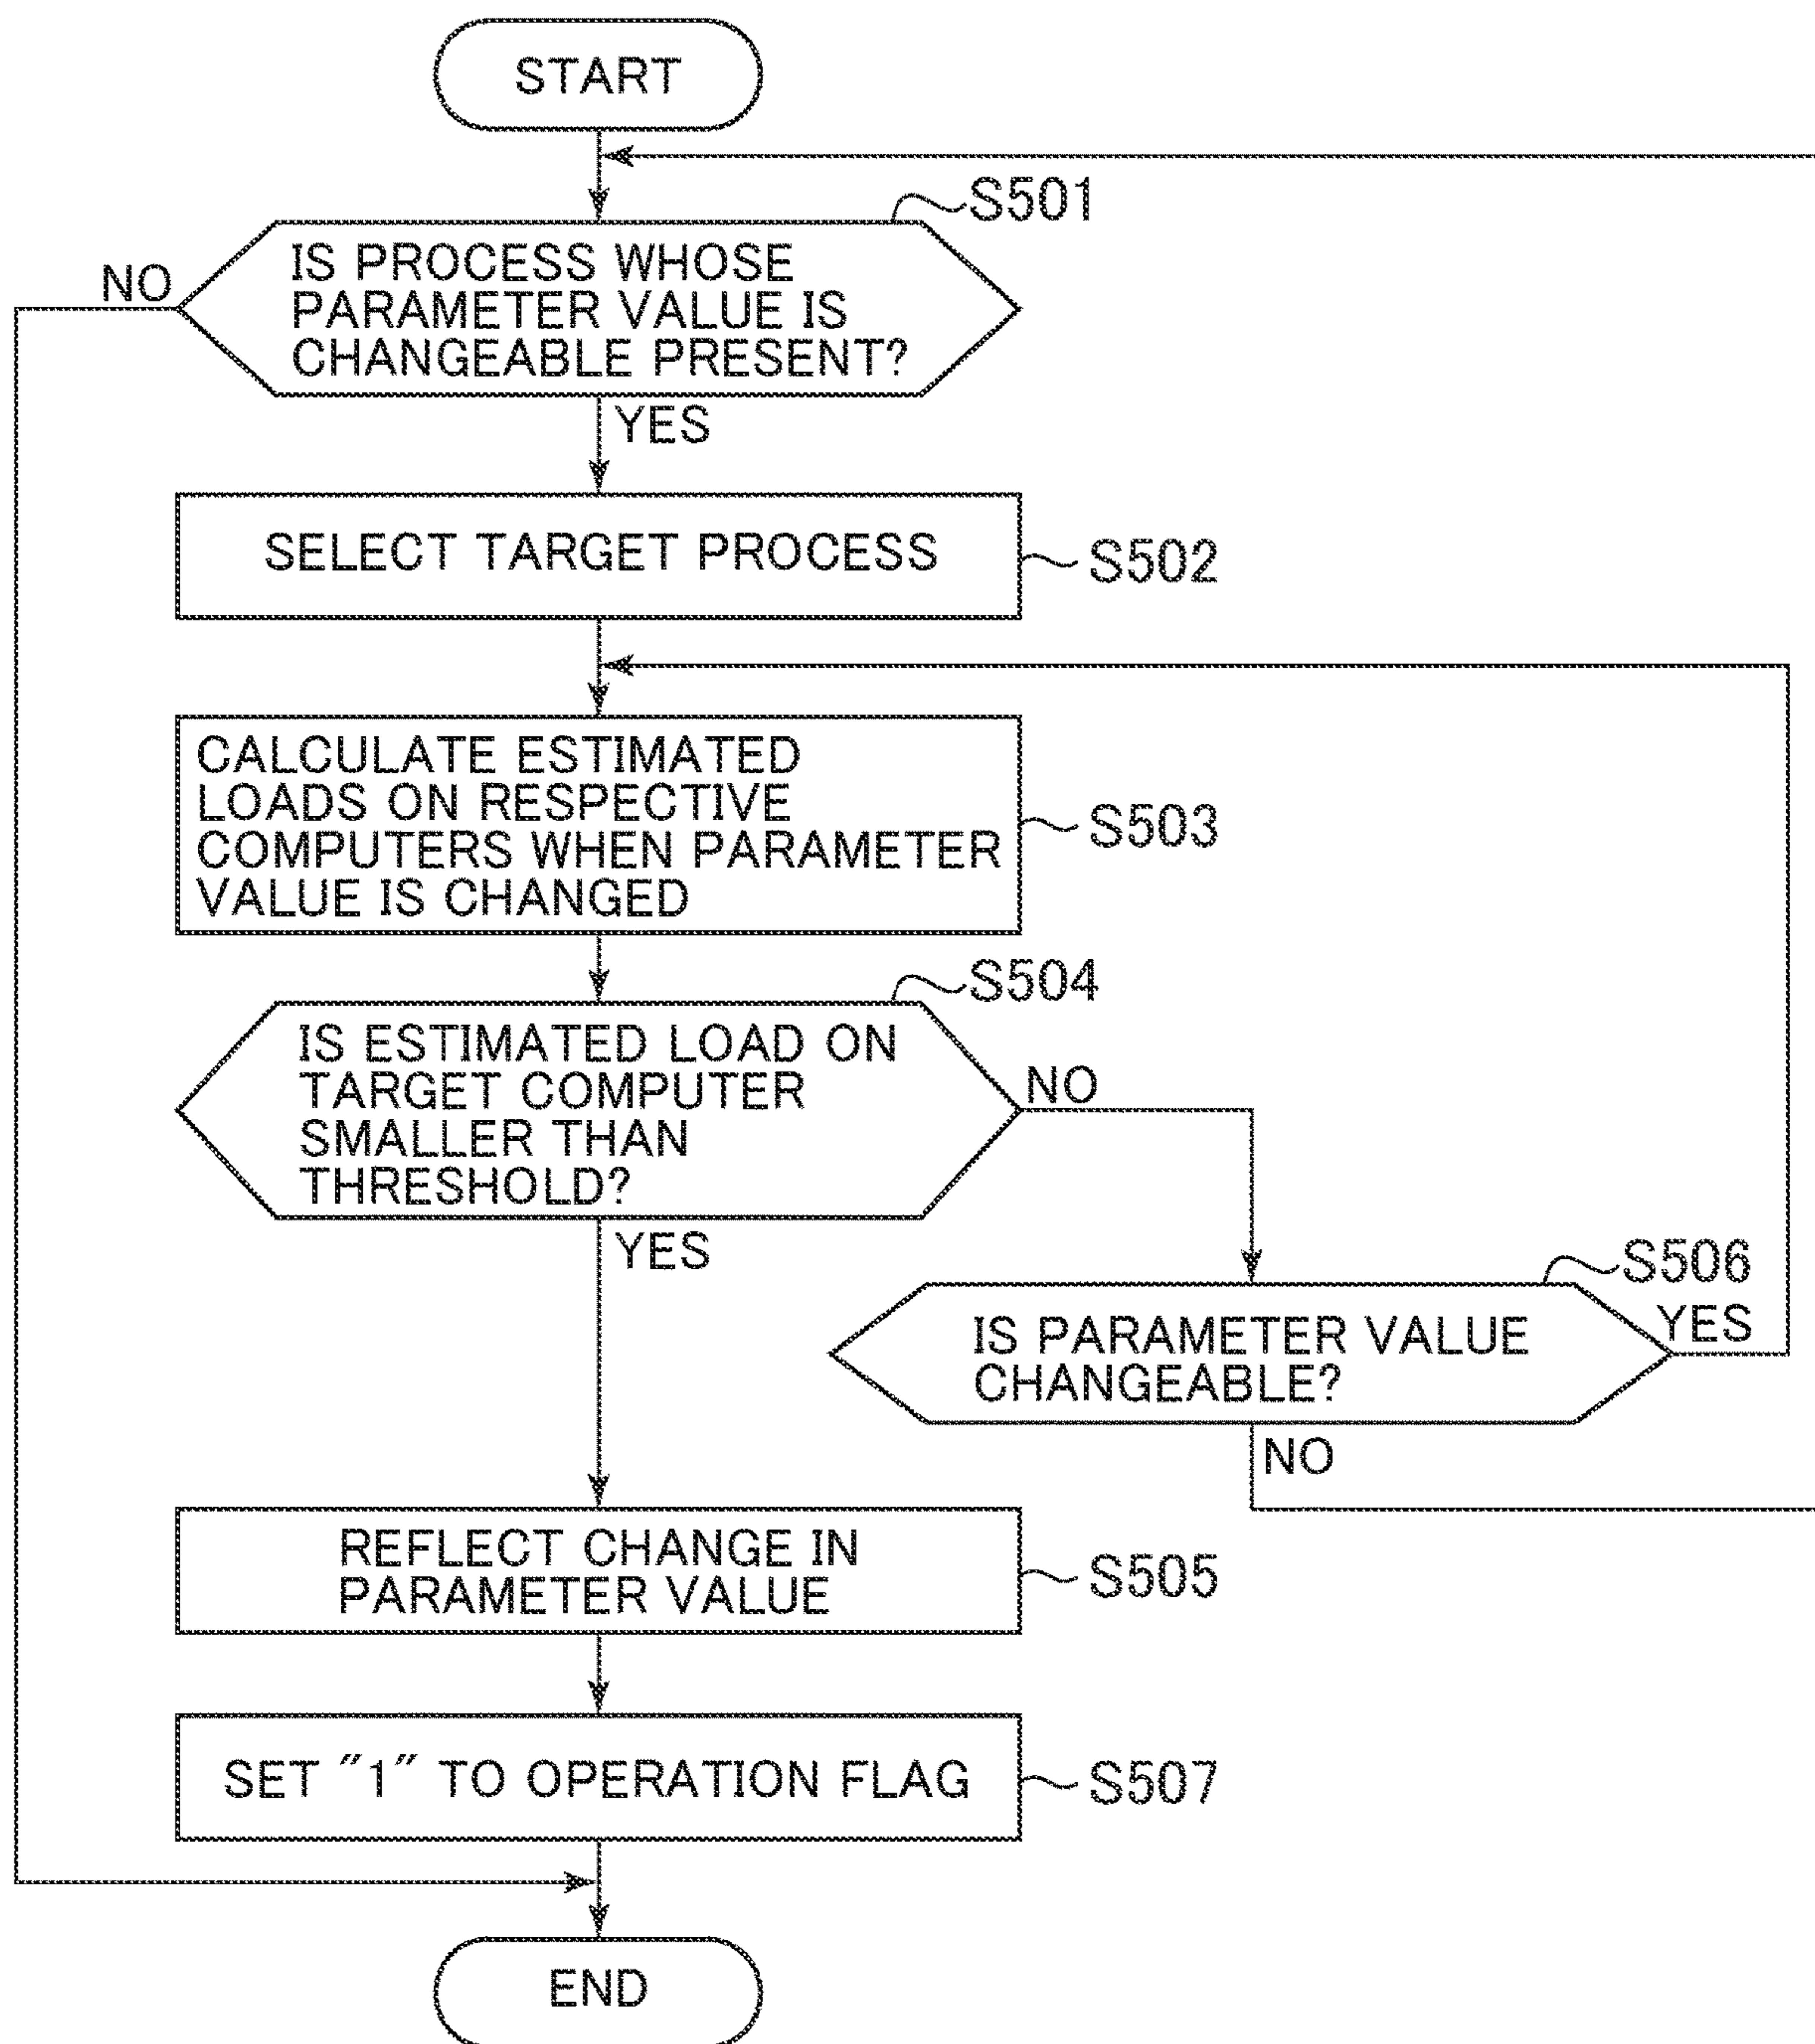 START
S501
IS PROCESS WHOSE
PARAMETER VALUE IS
CHANGEABLE PRESENT?
NO
YES
SELECT TARGET PROCESS
S502
CALCULATE ESTIMATED
LOADS ON RESPECTIVE
COMPUTERS WHEN PARAMETER
VALUE IS CHANGED
S503
S504
IS ESTIMATED LOAD ON
TARGET COMPUTER
SMALLER THAN
THRESHOLD?
NO
YES
S506
IS PARAMETER VALUE
CHANGEABLE?
YES
NO
REFLECT CHANGE IN
PARAMETER VALUE
S505
SET "1" TO OPERATION FLAG
S507
END